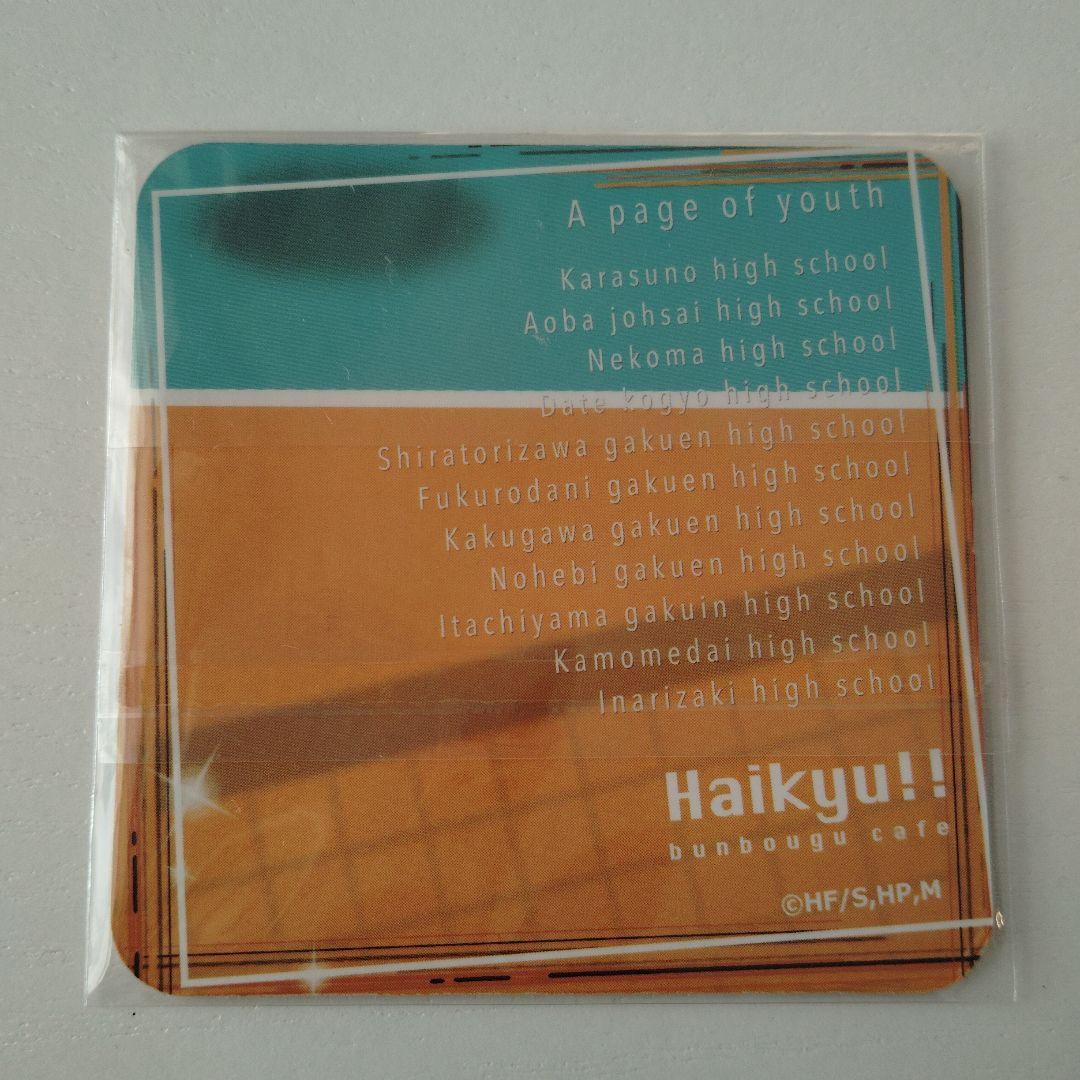 A page of youth
Karasuno high school
Aoba johsai high school
Nekoma high school
Date kogyo high school
Shiratorizawa gakuen high school
Fukurodani gakuen high school
Kakugawa gakuen high school
Nohebi gakuen high school
Itachiyama gakuin high school
Kamomedai high school
Inarizaki high school
Haikyu!!
bunbougu cafe
©HF/S,HP,M